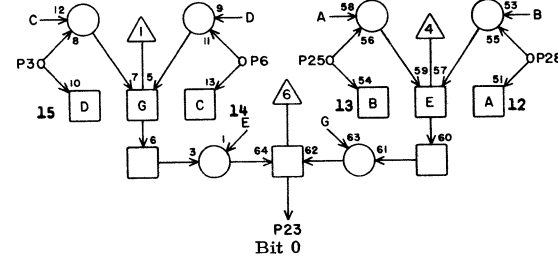 C 12 9 D A 58 53 B
1 4
8 11 56 55
P3 P6 P25 P28
10 7 5 13 54 59 57 51
15 D G C 6 13 B E A 12
14
6 E 1 G 63 60
3 64 62 61
P23
Bit 0